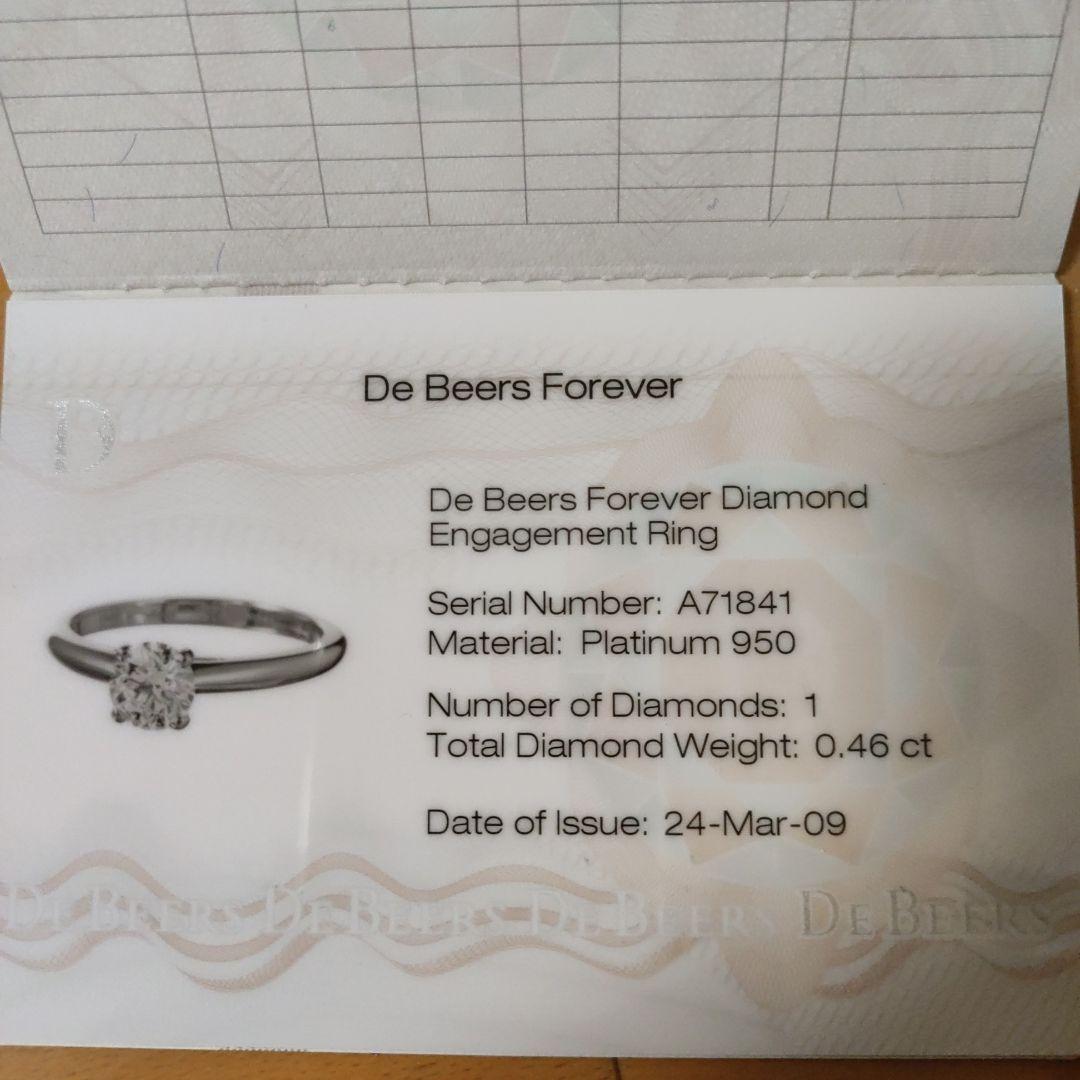 De Beers Forever
De Beers Forever Diamond
Engagement Ring
Serial Number: A71841
Material: Platinum 950
Number of Diamonds: 1
Total Diamond Weight: 0.46 ct
Date of Issue: 24-Mar-09
DE BEERS DE BEERS DE BEERS DE BEERS